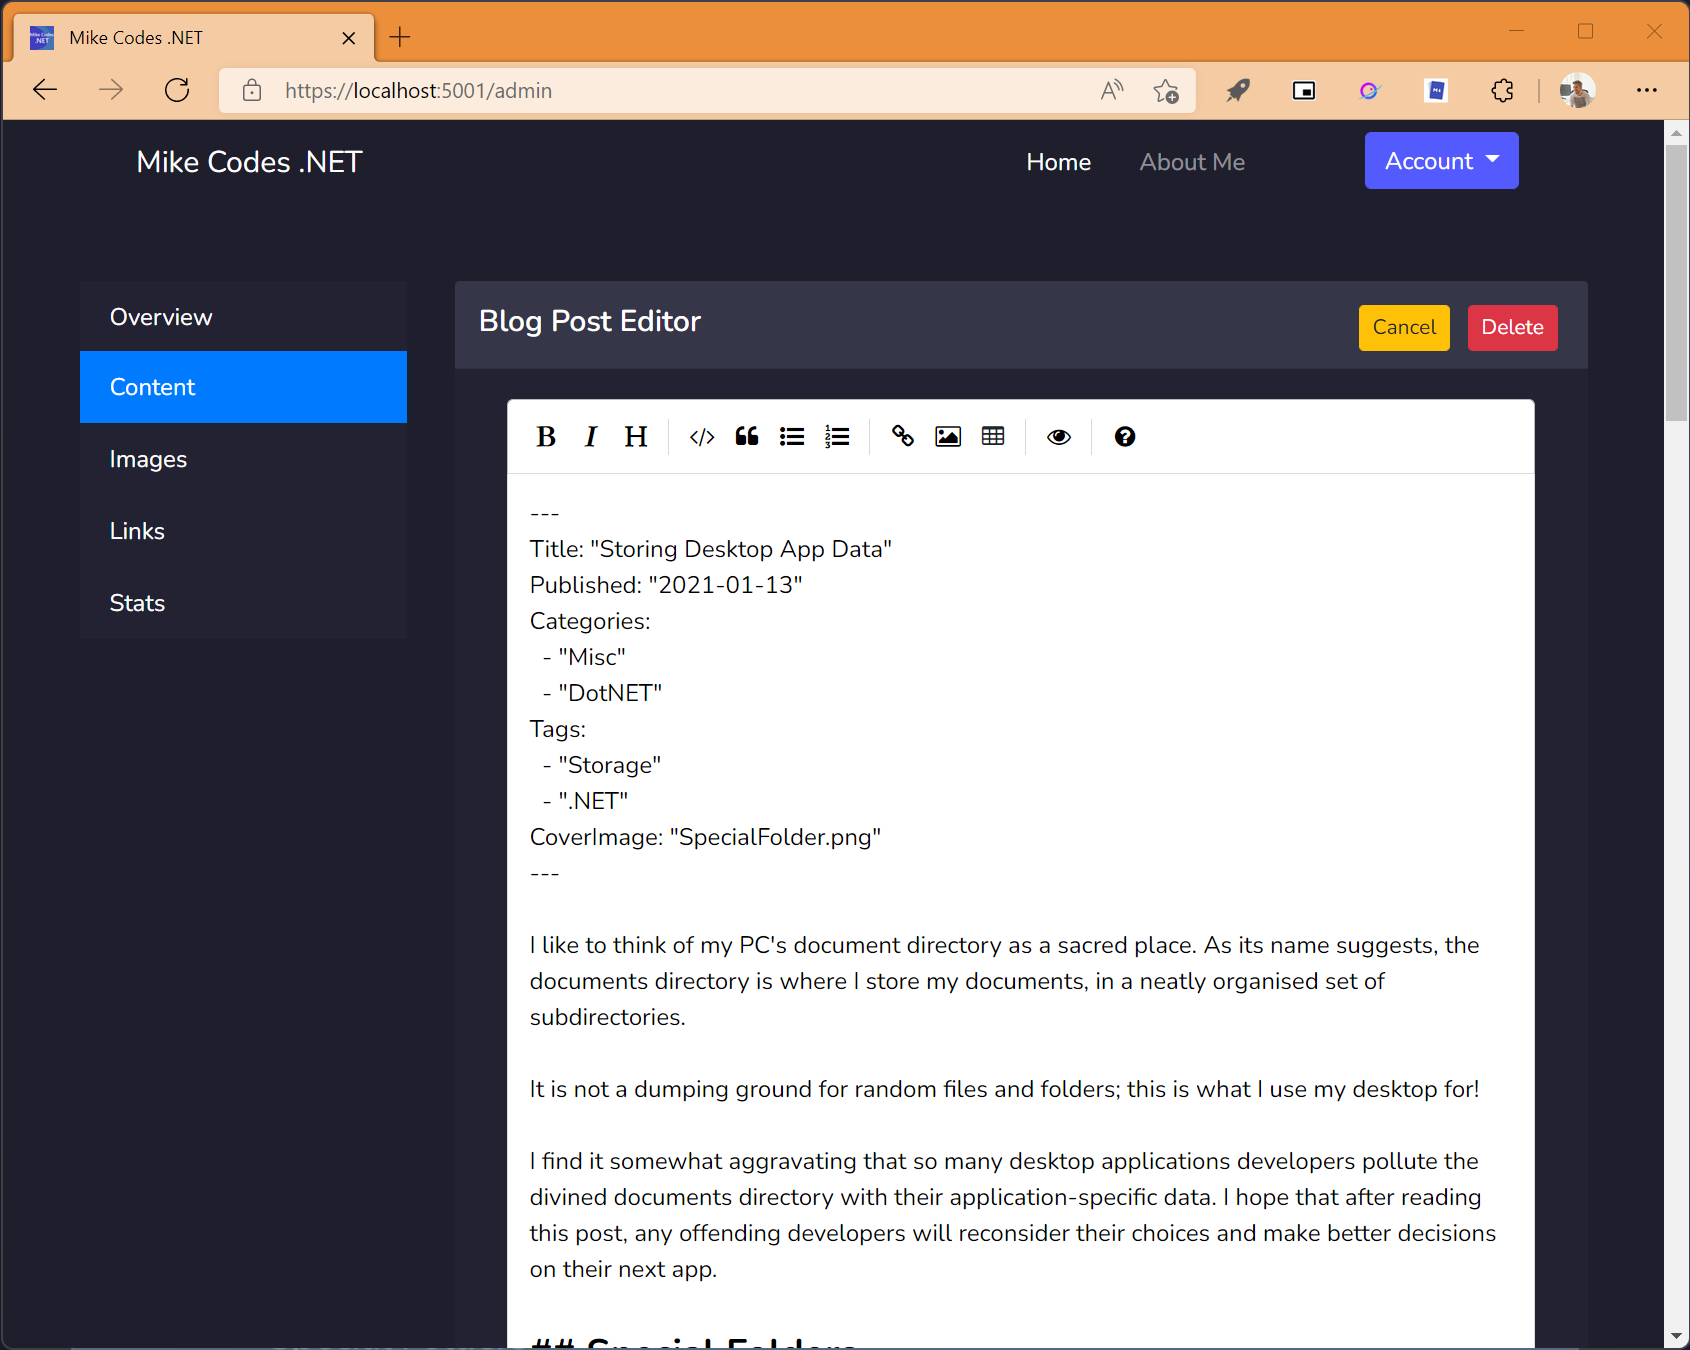 Mike Codes .NET
https://localhost:5001/admin
Mike Codes .NET
Home
About Me
Account
Overview
Content
Images
Links
Stats
Blog Post Editor
Cancel
Delete
B I H
---
Title: "Storing Desktop App Data"
Published: "2021-01-13"
Categories:
- "Misc"
- "DotNET"
Tags:
- "Storage"
- ".NET"
CoverImage: "SpecialFolder.png"
---
I like to think of my PC's document directory as a sacred place. As its name suggests, the
documents directory is where I store my documents, in a neatly organised set of
subdirectories.
It is not a dumping ground for random files and folders; this is what I use my desktop for!
I find it somewhat aggravating that so many desktop applications developers pollute the
divined documents directory with their application-specific data. I hope that after reading
this post, any offending developers will reconsider their choices and make better decisions
on their next app.
## Special Folders